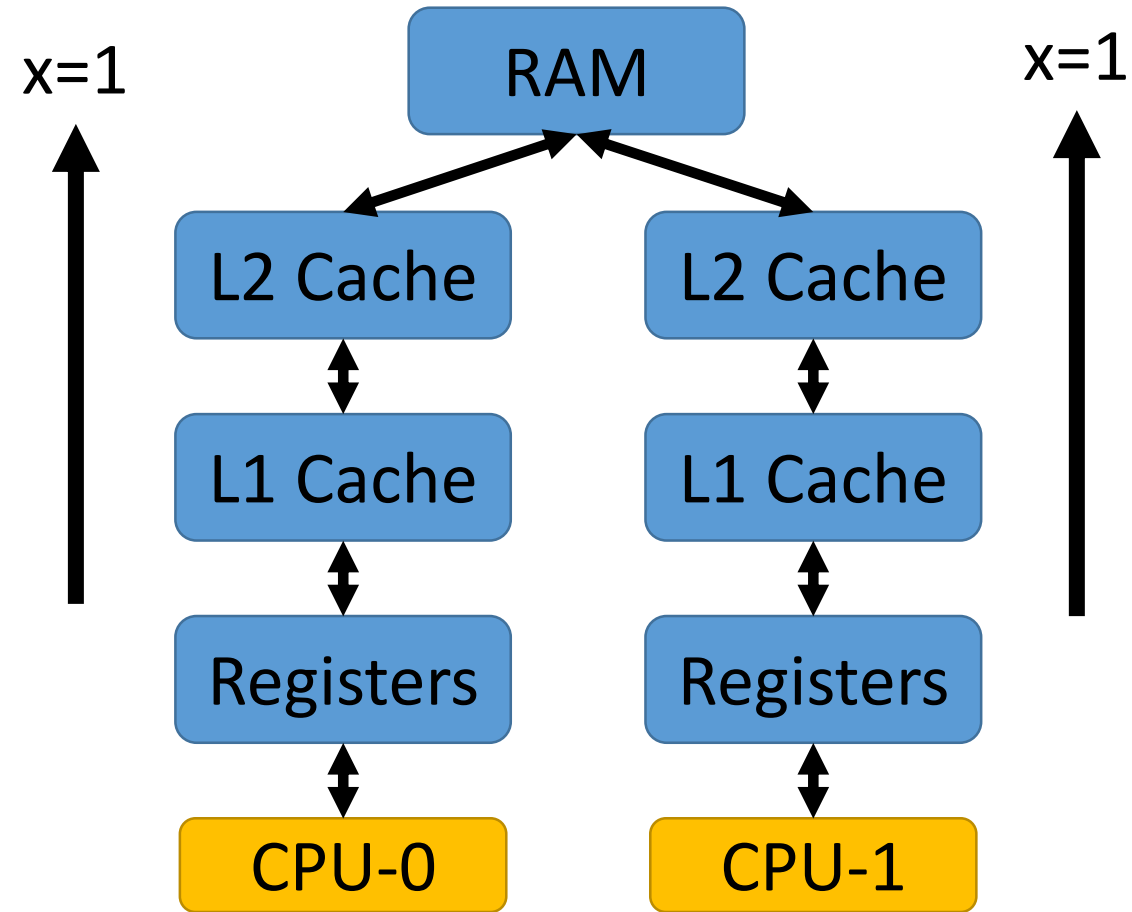 x=1
RAM
x=1
L2 Cache
L2 Cache
L1 Cache
L1 Cache
Registers
Registers
CPU-0
CPU-1